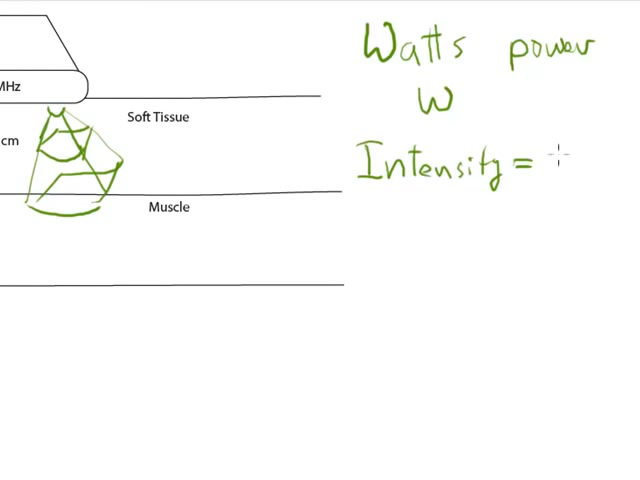 Watts power
W
MHz
Soft Tissue
cm
Intensity =
Muscle